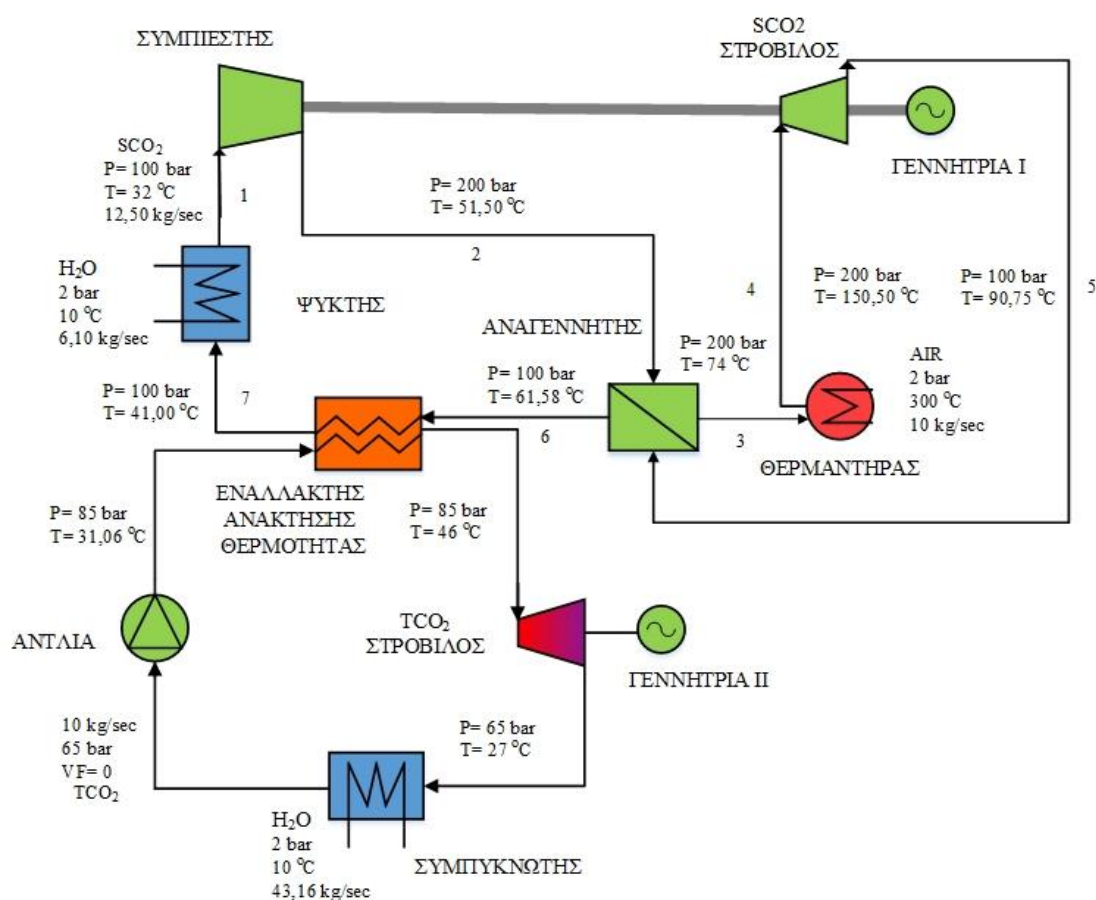 ΣΥΜΠΙΕΣΤΗΣ
SCO2
ΣΤΡΟΒΙΛΟΣ
SCO₂
P= 100 bar
T= 32 °C
12,50 kg/sec
1
P= 200 bar
T= 51,50 °C
2
ΓΕΝΝΗΤΡΙΑ I
H₂O
2 bar
10 °C
6,10 kg/sec
ΨΥΚΤΗΣ
4
P= 200 bar
T= 150,50 °C
P= 100 bar
T= 90,75 °C
5
ΑΝΑΓΕΝΝΗΤΗΣ
P= 200 bar
T= 74 °C
AIR
2 bar
300 °C
10 kg/sec
P= 100 bar
T= 41,00 °C
7
P= 100 bar
T= 61,58 °C
6
3
ΘΕΡΜΑΝΤΗΡΑΣ
ΕΝΑΛΛΑΚΤΗΣ
ΑΝΑΚΤΗΣΗΣ
ΘΕΡΜΟΤΗΤΑΣ
P= 85 bar
T= 31,06 °C
P= 85 bar
T= 46 °C
ΑΝΤΛΙΑ
TCO₂
ΣΤΡΟΒΙΛΟΣ
ΓΕΝΝΗΤΡΙΑ II
10 kg/sec
65 bar
VF= 0
TCO₂
P= 65 bar
T= 27 °C
H₂O
2 bar
10 °C
43,16 kg/sec
ΣΥΜΠΥΚΝΩΤΗΣ